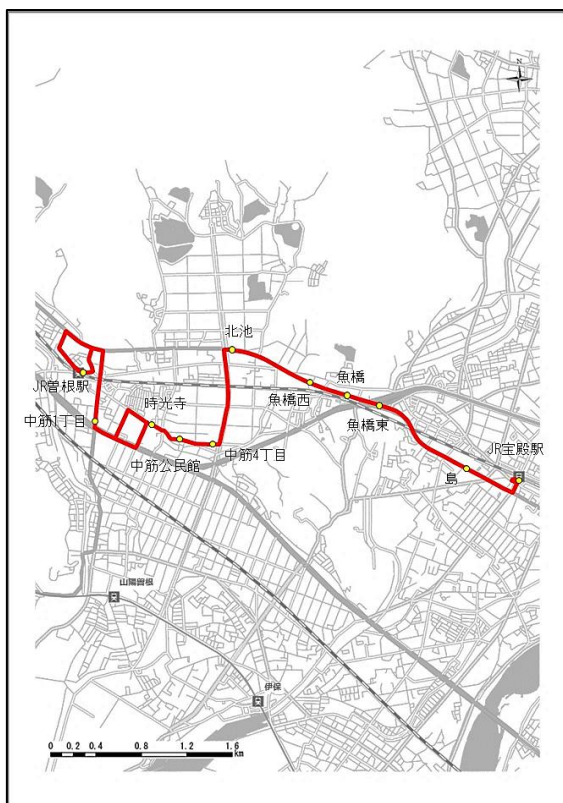 N
北池
JR曽根駅
時光寺
魚橋西
魚橋
魚橋東
中筋1丁目
中筋公民館
中筋4丁目
JR宝殿駅
島
山陽曽根
伊保
0 0.2 0.4 0.8 1.2 1.6
km